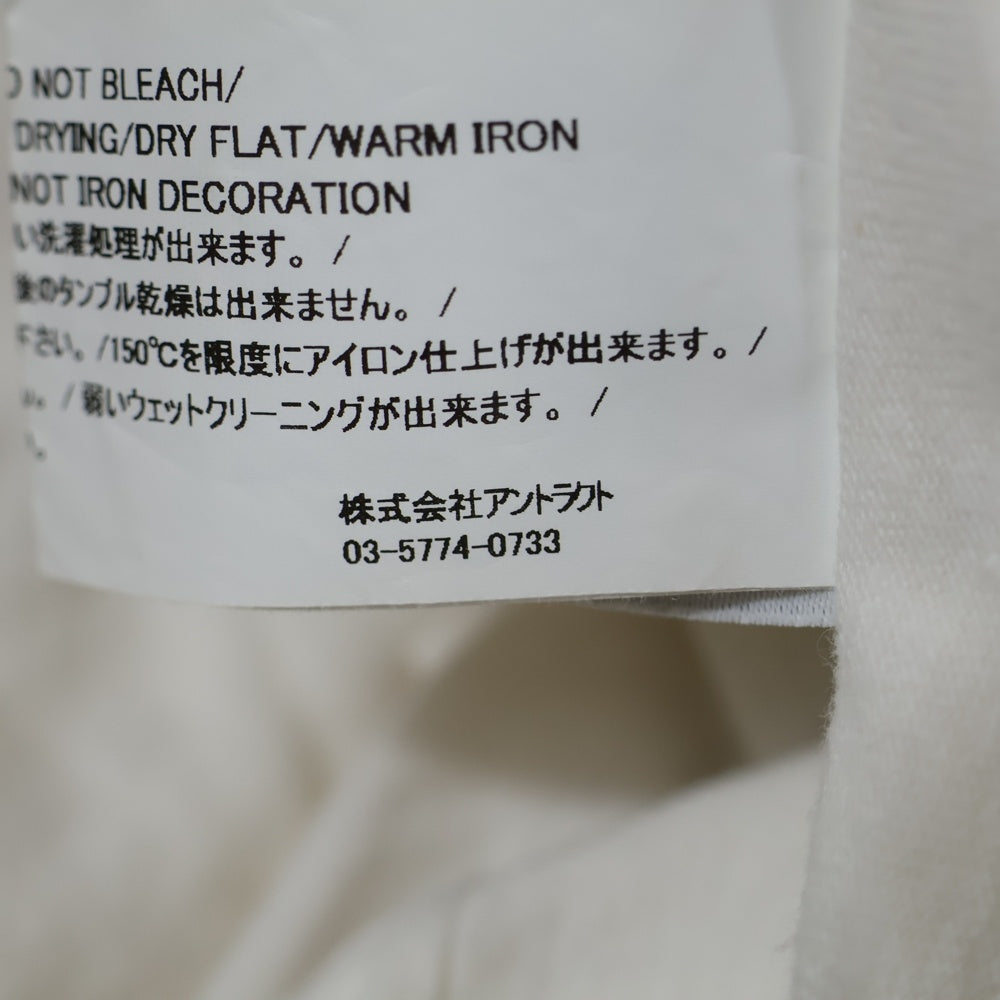 NOT BLEACH/
DRYING/DRY FLAT/WARM IRON
NOT IRON DECORATION
い洗濯処理が出来ます。 /
後のタンブル乾燥は出来ません。 /
下さい。/150℃を限度にアイロン仕上げが出来ます。 /
い。/弱いウェットクリーニングが出来ます。 /
株式会社アントラクト
03-5774-0733